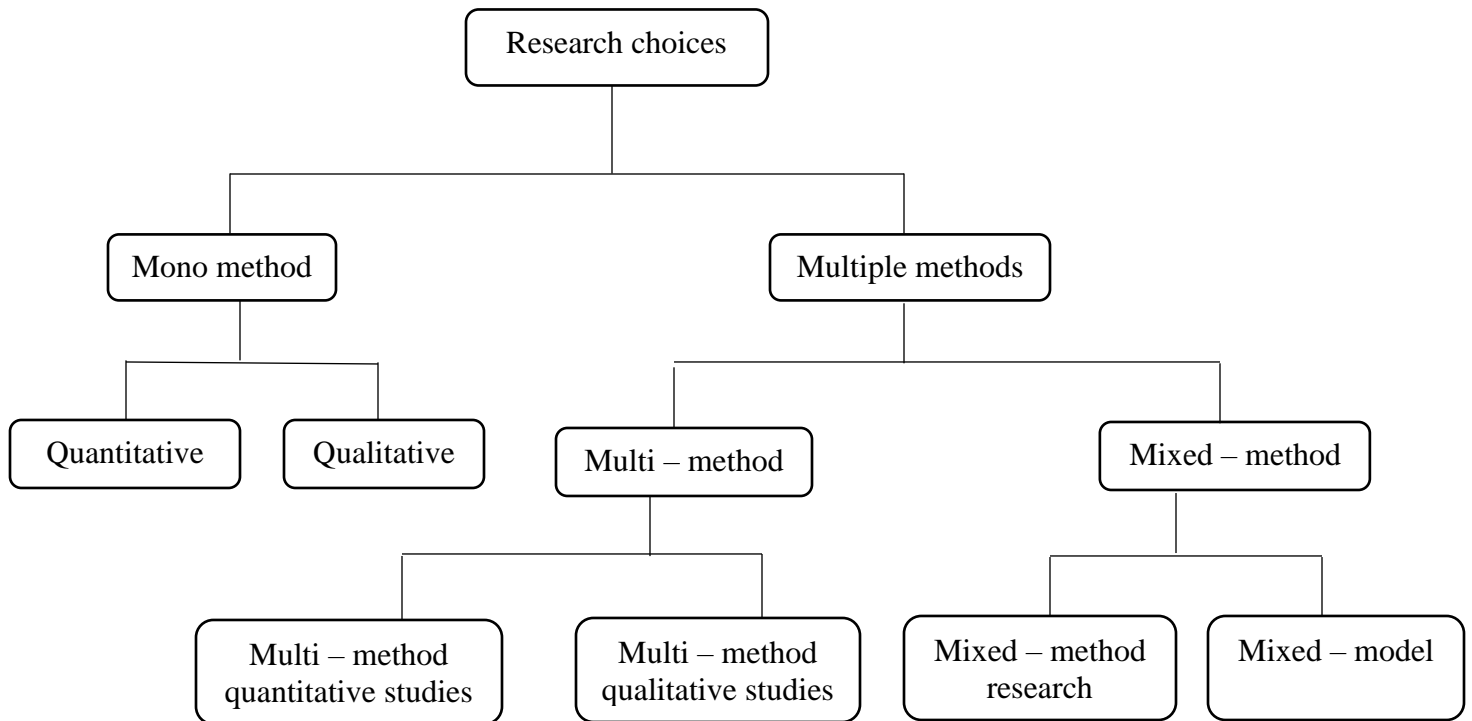 Research choices
Mono method
Multiple methods
Quantitative
Qualitative
Multi – method
Mixed – method
Multi – method
quantitative studies
Multi – method
qualitative studies
Mixed – method
research
Mixed – model